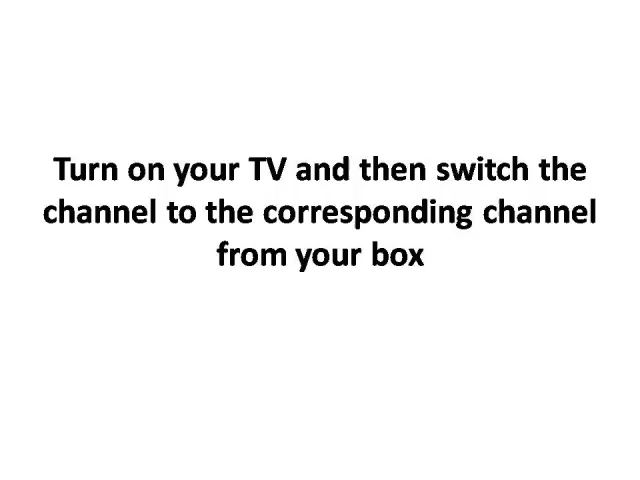 Turn on your TV and then switch the
channel to the corresponding channel
from your box